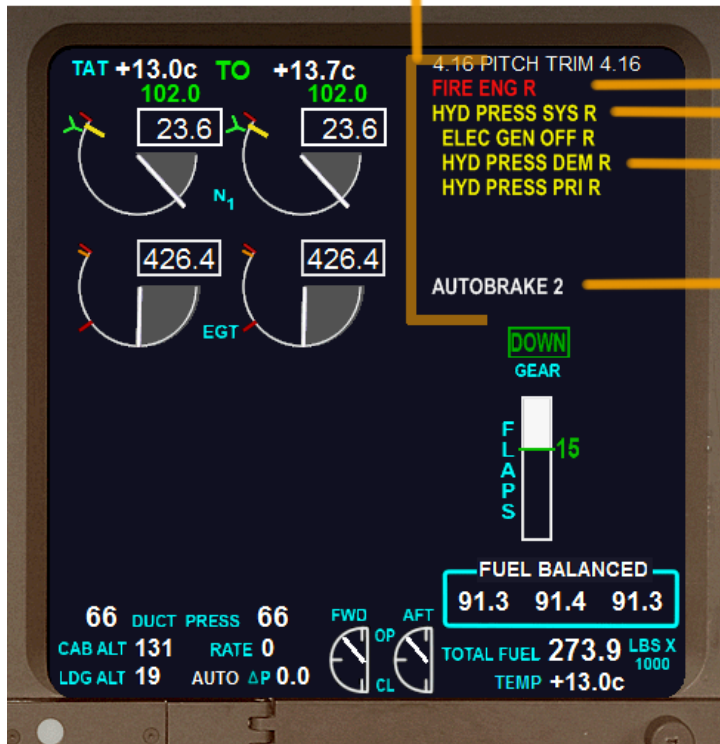 TAT +13.0c TO +13.7c
4.16 PITCH TRIM 4.16
102.0 102.0
FIRE ENG R
23.6 23.6
HYD PRESS SYS R
ELEC GEN OFF R
HYD PRESS DEM R
HYD PRESS PRI R
N1
426.4 426.4
AUTOBRAKE 2
EGT
DOWN
GEAR
FLAPS
15
FUEL BALANCED
91.3 91.4 91.3
66 DUCT PRESS 66
FWD AFT
OP
CL
CAB ALT 131 RATE 0
TOTAL FUEL 273.9 LBS X 1000
LDG ALT 19 AUTO ΔP 0.0
TEMP +13.0c